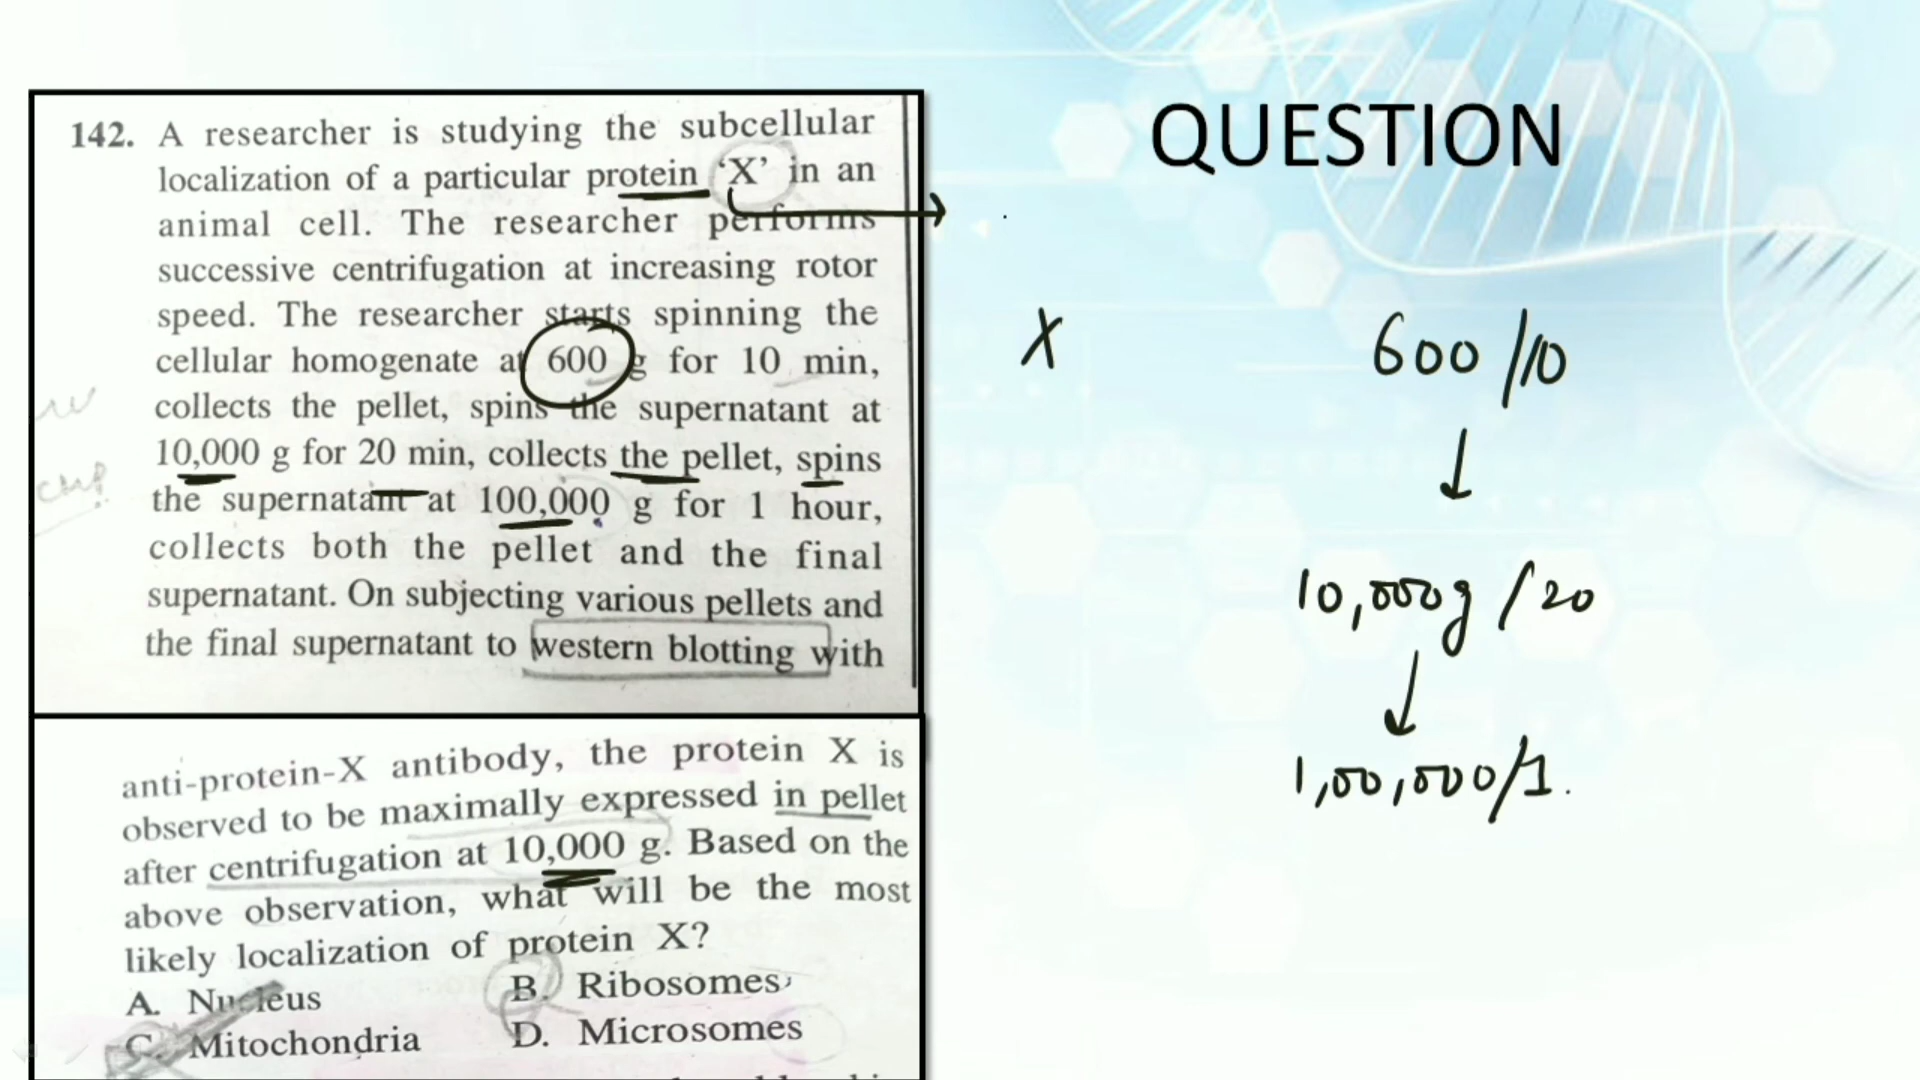 142. A researcher is studying the subcellular
localization of a particular protein ‘X’ in an
animal cell. The researcher performs
successive centrifugation at increasing rotor
speed. The researcher starts spinning the
cellular homogenate at 600 g for 10 min,
collects the pellet, spins the supernatant at
10,000 g for 20 min, collects the pellet, spins
the supernatant at 100,000 g for 1 hour,
collects both the pellet and the final
supernatant. On subjecting various pellets and
the final supernatant to western blotting with
anti-protein-X antibody, the protein X is
observed to be maximally expressed in pellet
after centrifugation at 10,000 g. Based on the
above observation, what will be the most
likely localization of protein X?
A. Nucleus B. Ribosomes
C. Mitochondria D. Microsomes
QUESTION
X 600/10
10,000g/20
1,00,000/1.